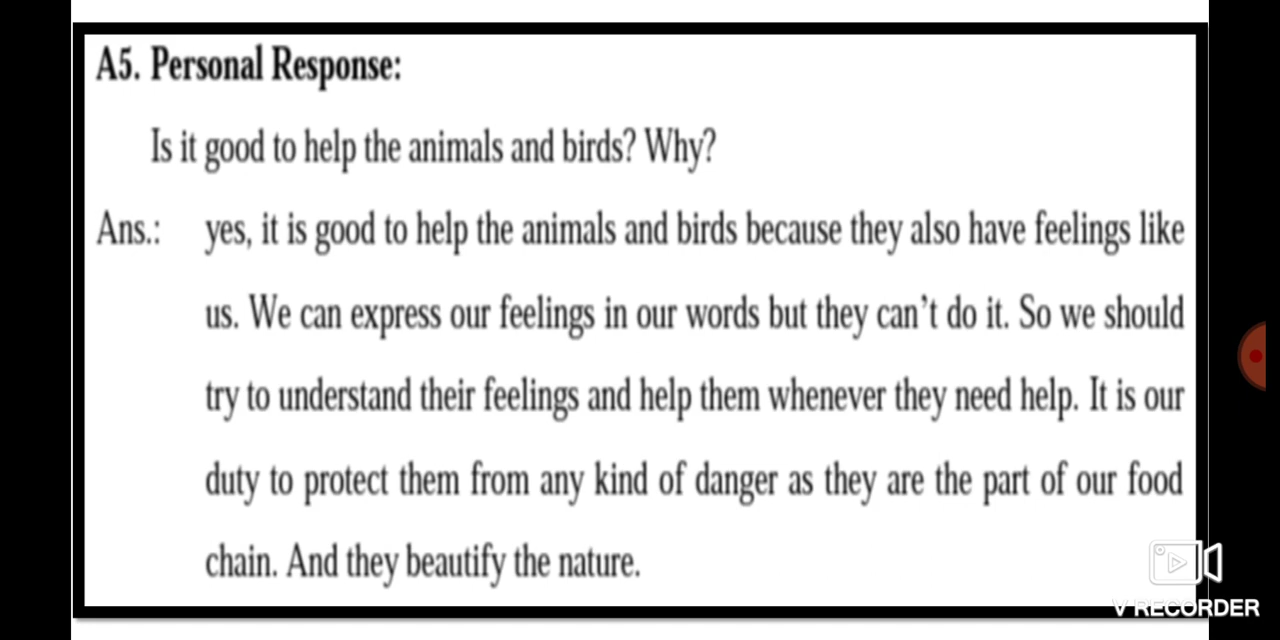 A5. Personal Response:
Is it good to help the animals and birds? Why?
Ans.: yes, it is good to help the animals and birds because they also have feelings like
us. We can express our feelings in our words but they can’t do it. So we should
try to understand their feelings and help them whenever they need help. It is our
duty to protect them from any kind of danger as they are the part of our food
chain. And they beautify the nature.
V RECORDER